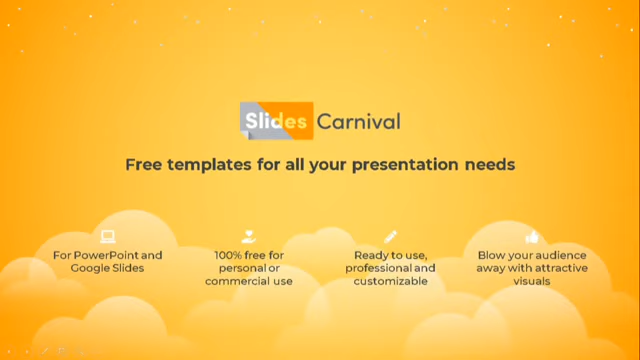 Slides Carnival
Free templates for all your presentation needs
For PowerPoint and
Google Slides
100% free for
personal or
commercial use
Ready to use,
professional and
customizable
Blow your audience
away with attractive
visuals